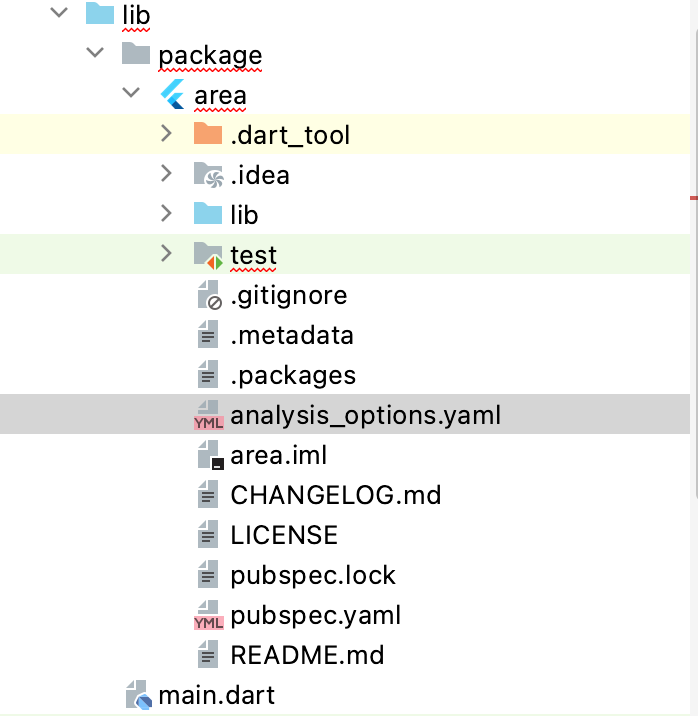 lib
package
area
.dart_tool
.idea
lib
test
.gitignore
.metadata
.packages
YML analysis_options.yaml
area.iml
CHANGELOG.md
LICENSE
pubspec.lock
YML pubspec.yaml
README.md
main.dart